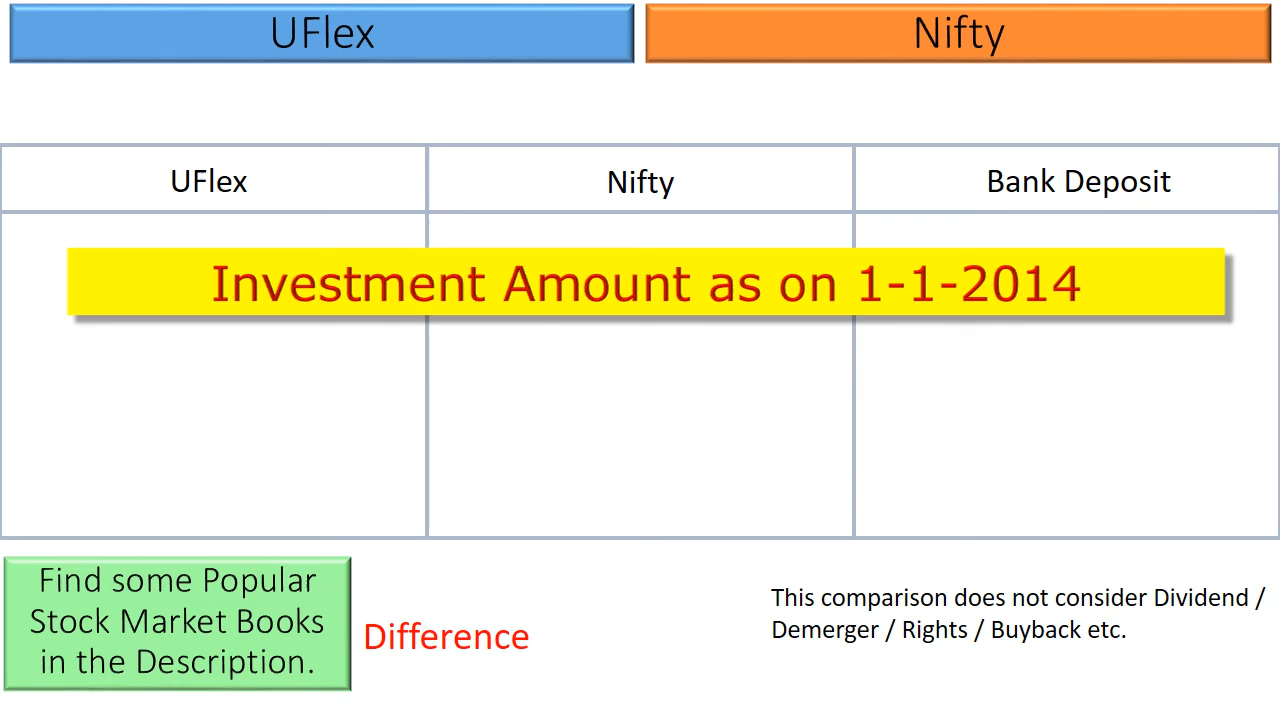 UFlex
Nifty
UFlex
Nifty
Bank Deposit
Investment Amount as on 1-1-2014
Find some Popular
Stock Market Books
in the Description.
Difference
This comparison does not consider Dividend /
Demerger / Rights / Buyback etc.